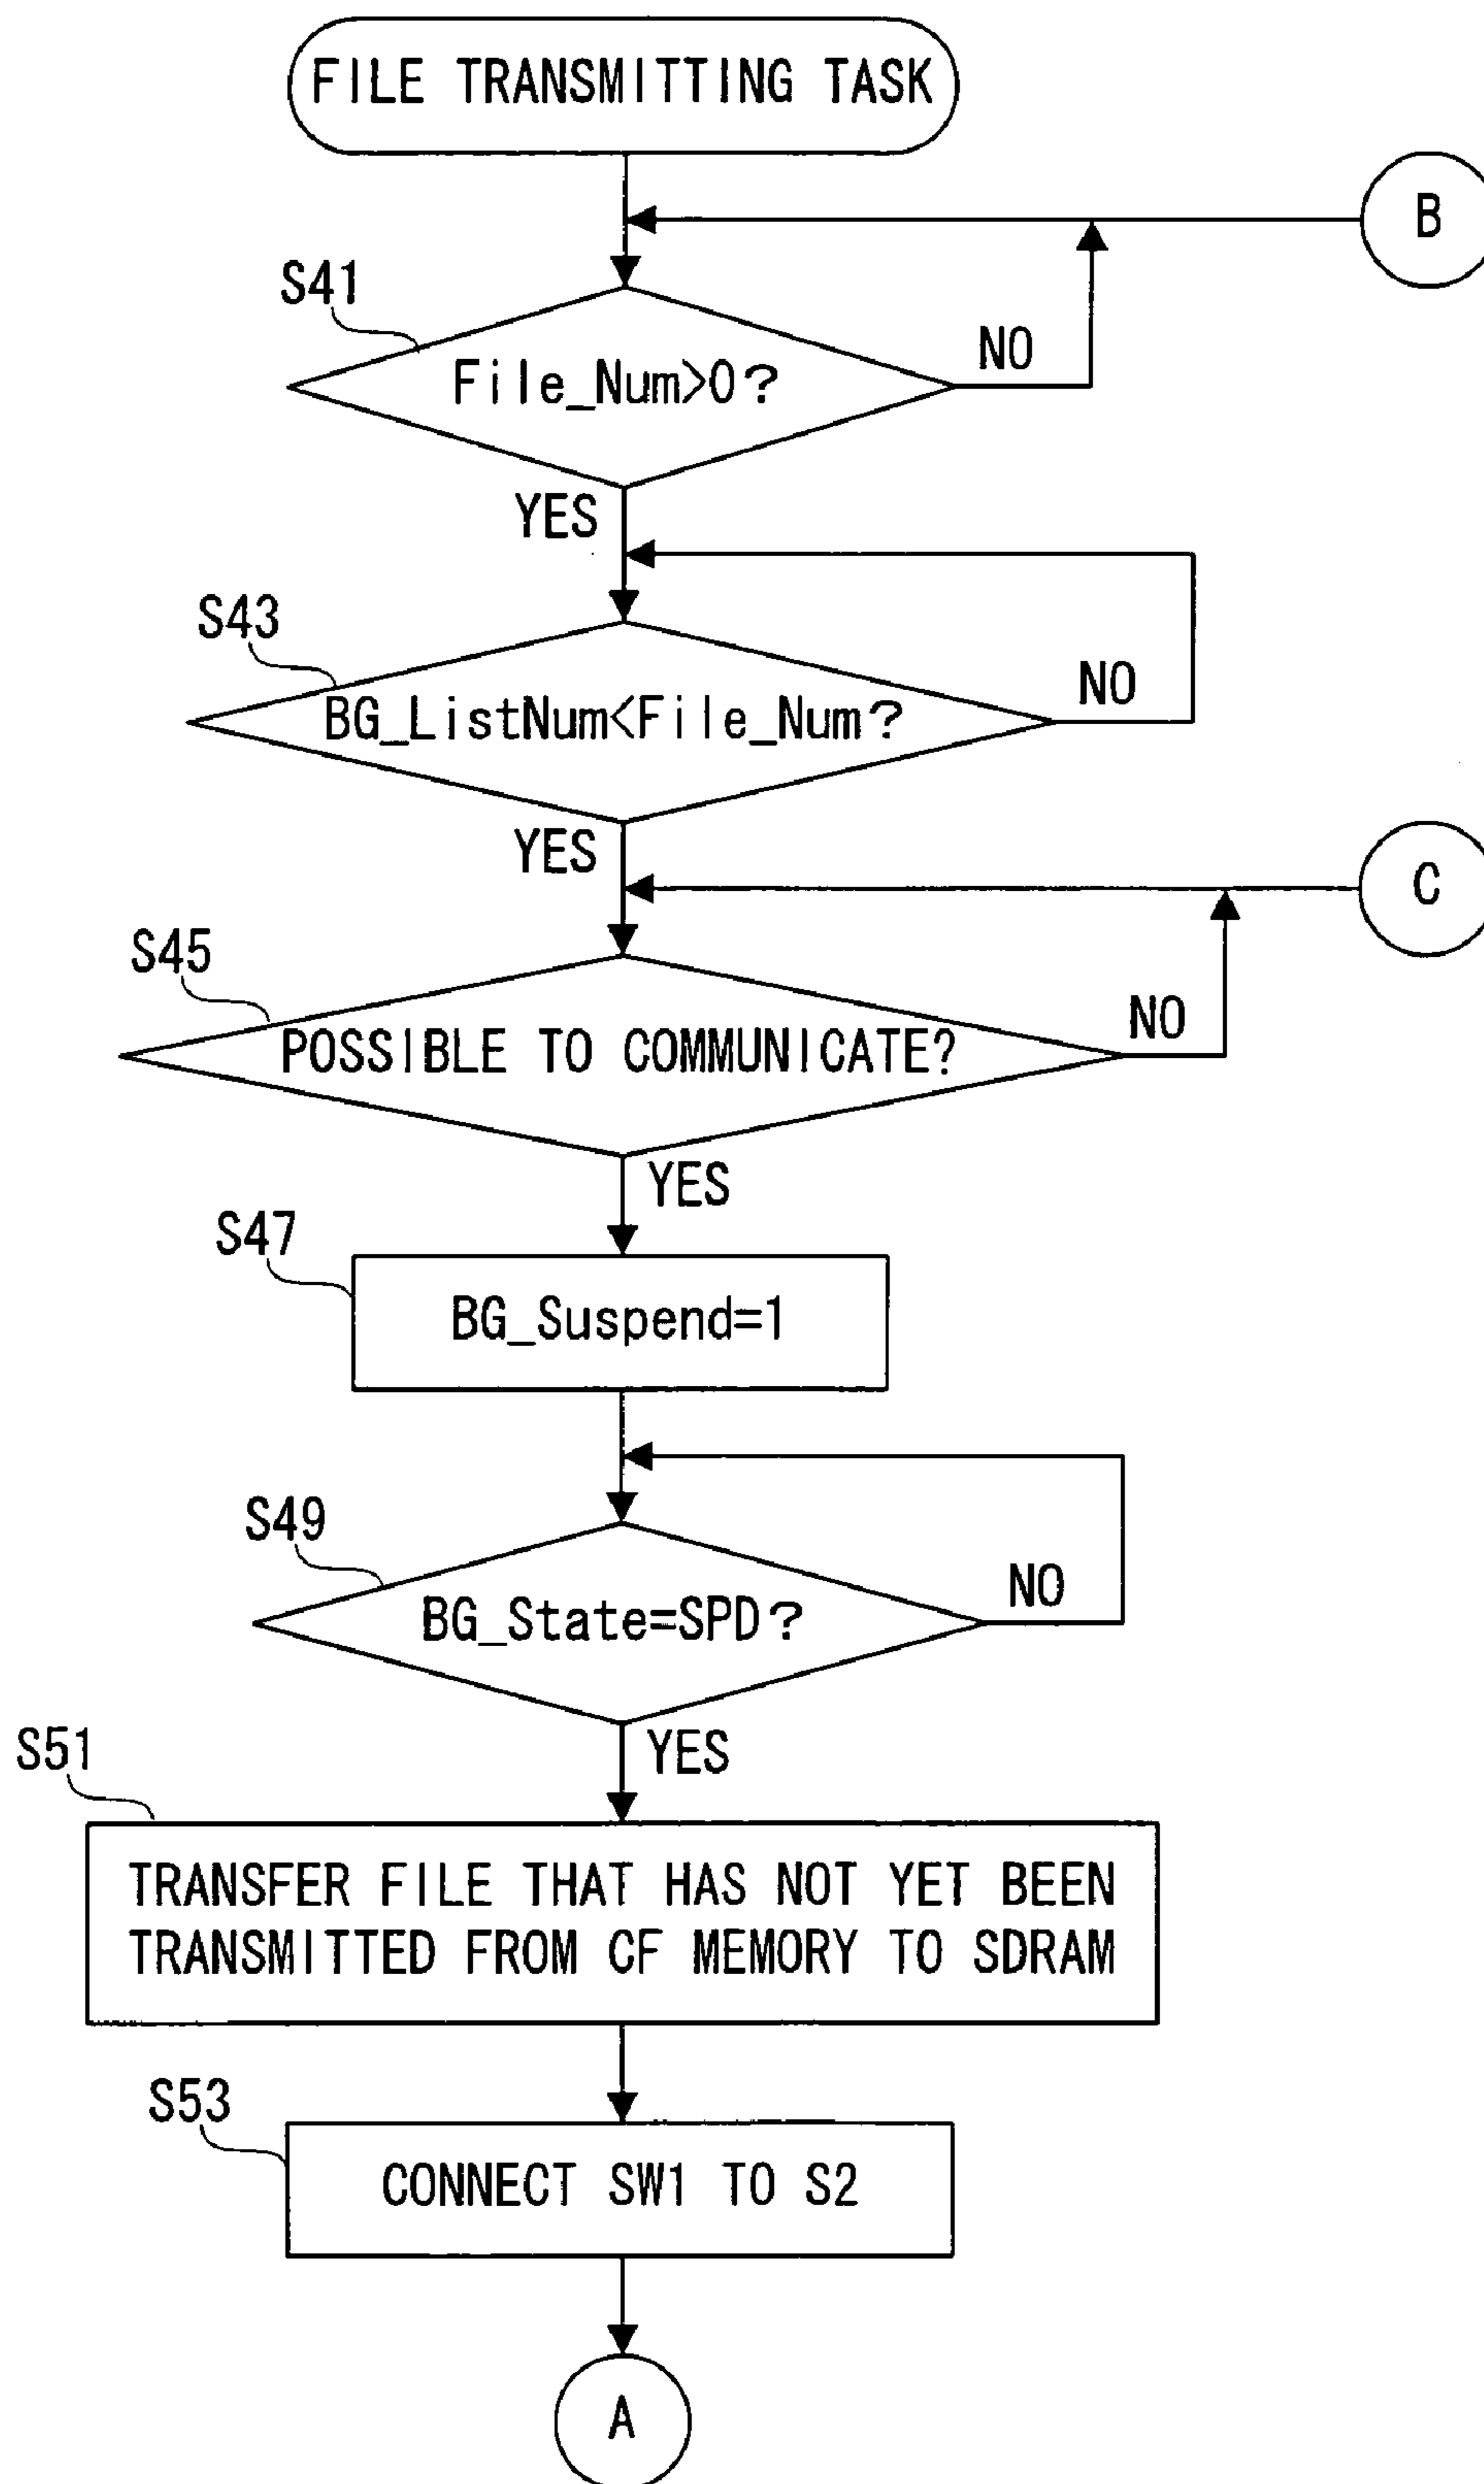 FILE TRANSMITTING TASK
B
S41
File_Num>0?
NO
YES
S43
BG_ListNum<File_Num?
NO
YES
C
S45
POSSIBLE TO COMMUNICATE?
NO
YES
S47
BG_Suspend=1
S49
BG_State=SPD?
NO
YES
S51
TRANSFER FILE THAT HAS NOT YET BEEN
TRANSMITTED FROM CF MEMORY TO SDRAM
S53
CONNECT SW1 TO S2
A